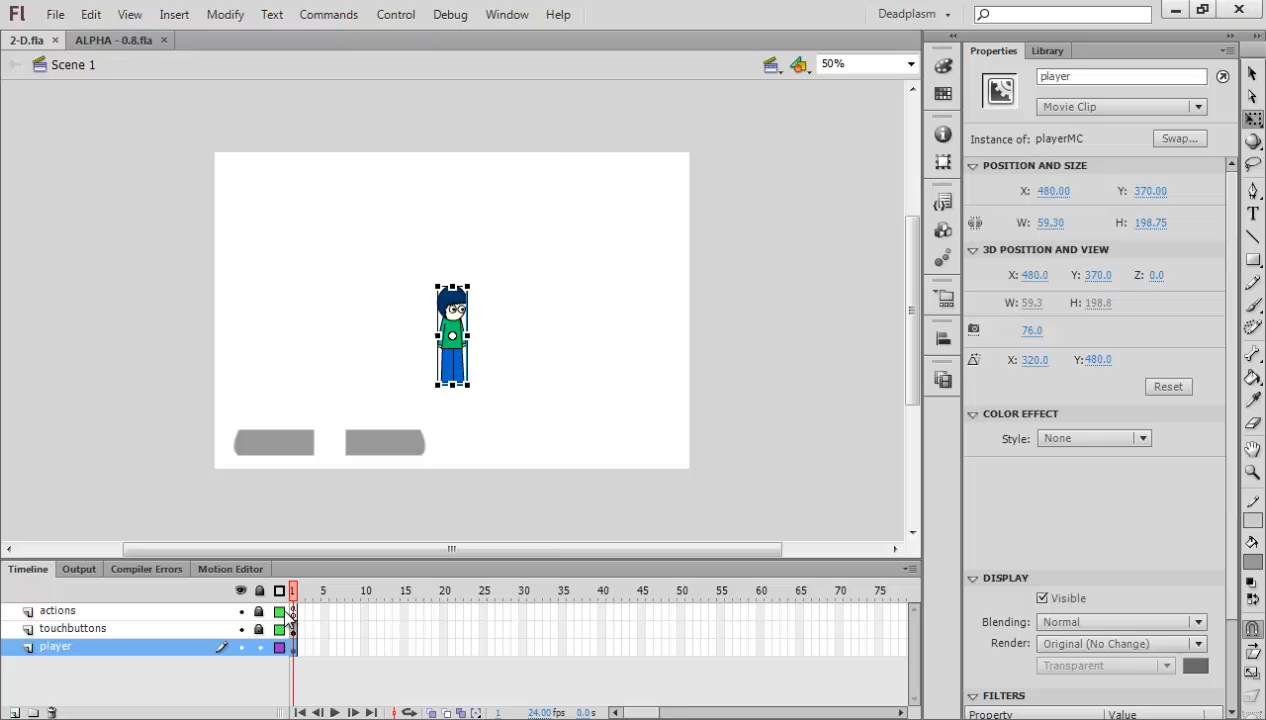 Fl File Edit View Insert Modify Text Commands Control Debug Window Help Deadplasm
2-D.fla × ALPHA - 0.8.fla ×
Scene 1 50%
Properties Library
player
Movie Clip
Instance of: playerMC Swap...
POSITION AND SIZE
X: 480.00 Y: 370.00
W: 59.30 H: 198.75
3D POSITION AND VIEW
X: 480.0 Y: 370.0 Z: 0.0
W: 59.3 H: 198.8
76.0
X: 320.0 Y: 480.0
Reset
COLOR EFFECT
Style: None
DISPLAY
Visible
Blending: Normal
Render: Original (No Change)
Transparent
FILTERS
Property Value
Timeline Output Compiler Errors Motion Editor
1 5 10 15 20 25 30 35 40 45 50 55 60 65 70 75
actions
touchbuttons
player
1 24.00 fps 0.0 s